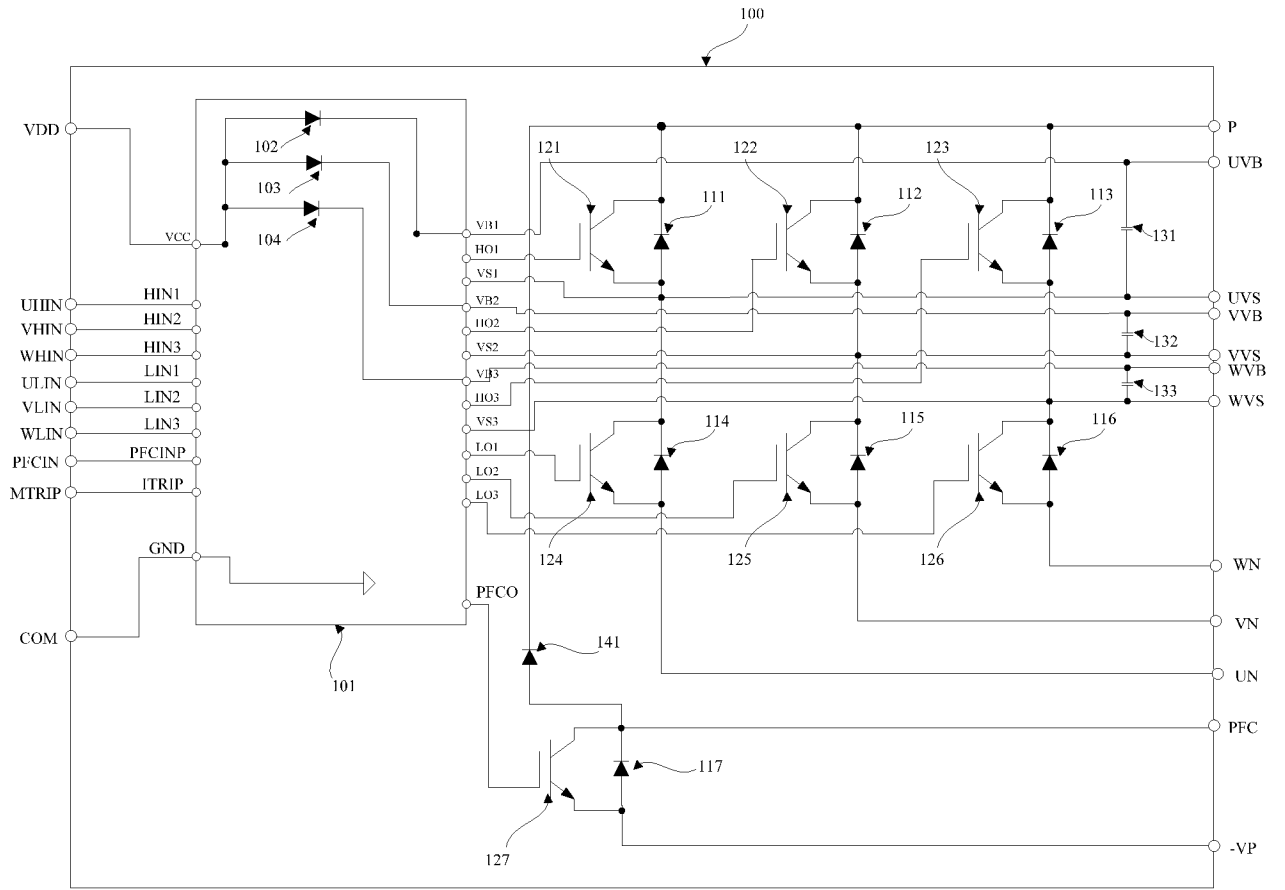 100
VDD
102
103
104
VCC
121
122
123
111
112
113
P
UVB
131
UVS
VVB
132
VVS
WVB
133
WVS
VB1
HO1
VS1
VB2
HO2
VS2
VB3
HO3
VS3
LO1
LO2
LO3
UHIN HIN1
VHIN HIN2
WHIN HIN3
ULIN LIN1
VLIN LIN2
WLIN LIN3
PFCIN PFCINP
MTRIP ITRIP
GND
COM
PFCO
101
114
115
116
124
125
126
WN
VN
UN
141
PFC
117
127
-VP